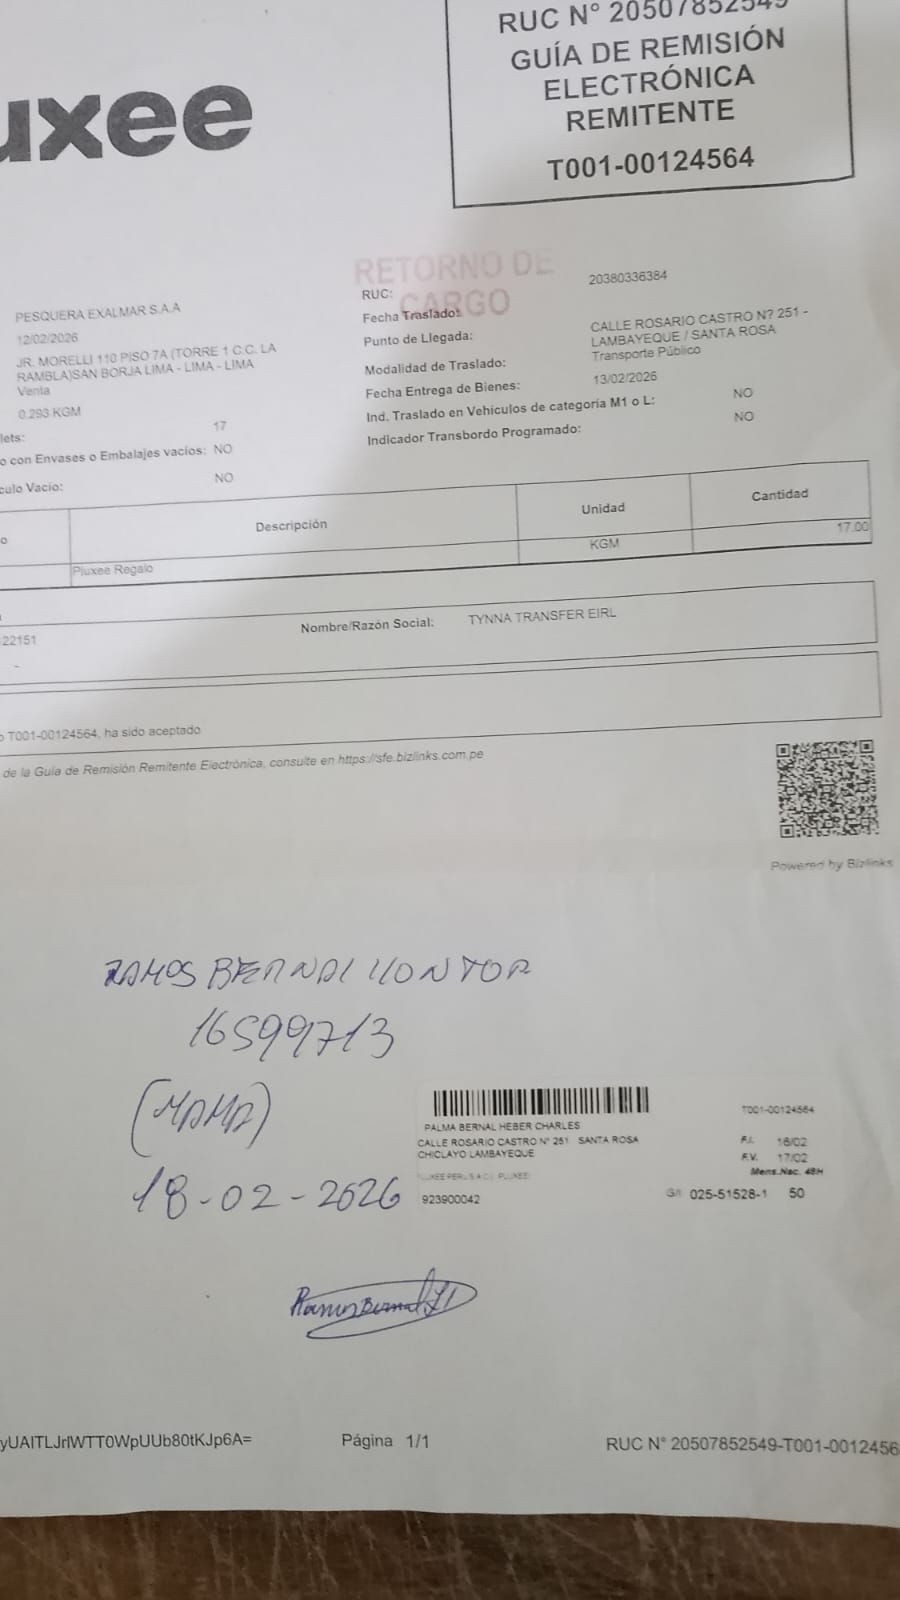 uxee
RUC N° 20507852549
GUÍA DE REMISIÓN
ELECTRÓNICA
REMITENTE
T001-00124564
RETORNO DE
CARGO
PESQUERA EXALMAR S.A.A
12/02/2026
JR. MORELLI 110 PISO 7A (TORRE 1 C.C. LA
RAMBLA)SAN BORJA LIMA - LIMA - LIMA
Venta
0.293 KGM
lets: 17
o con Envases o Embalajes vacíos: NO
culo Vacío: NO
RUC: 20380336384
Fecha Traslado:
Punto de Llegada: CALLE ROSARIO CASTRO N? 251 -
LAMBAYEQUE / SANTA ROSA
Modalidad de Traslado: Transporte Público
Fecha Entrega de Bienes: 13/02/2026
Ind. Traslado en Vehículos de categoría M1 o L: NO
Indicador Transbordo Programado: NO
o Descripción Unidad Cantidad
Pluxee Regalo KGM 17.00
22151 Nombre/Razón Social: TYNNA TRANSFER EIRL
-
o T001-00124564, ha sido aceptado
de la Guía de Remisión Remitente Electrónica, consulte en https://sfe.bizlinks.com.pe
Powered by Bizlinks
RAMOS BERNAL
16599713
(MAMA)
18-02-2026
PALMA BERNAL HEBER CHARLES
CALLE ROSARIO CASTRO N° 251 SANTA ROSA
CHICLAYO LAMBAYEQUE
PLUXEE PERU S.A.C | PLUXEE
923900042
T001-00124564
F.I. 16/02
F.V. 17/02
Mens.Nac. 48H
G/I 025-51528-1 50
Ramos Bernal
yUAITLJrlWTT0WpUUb80tKJp6A=
Página 1/1
RUC N° 20507852549-T001-0012456